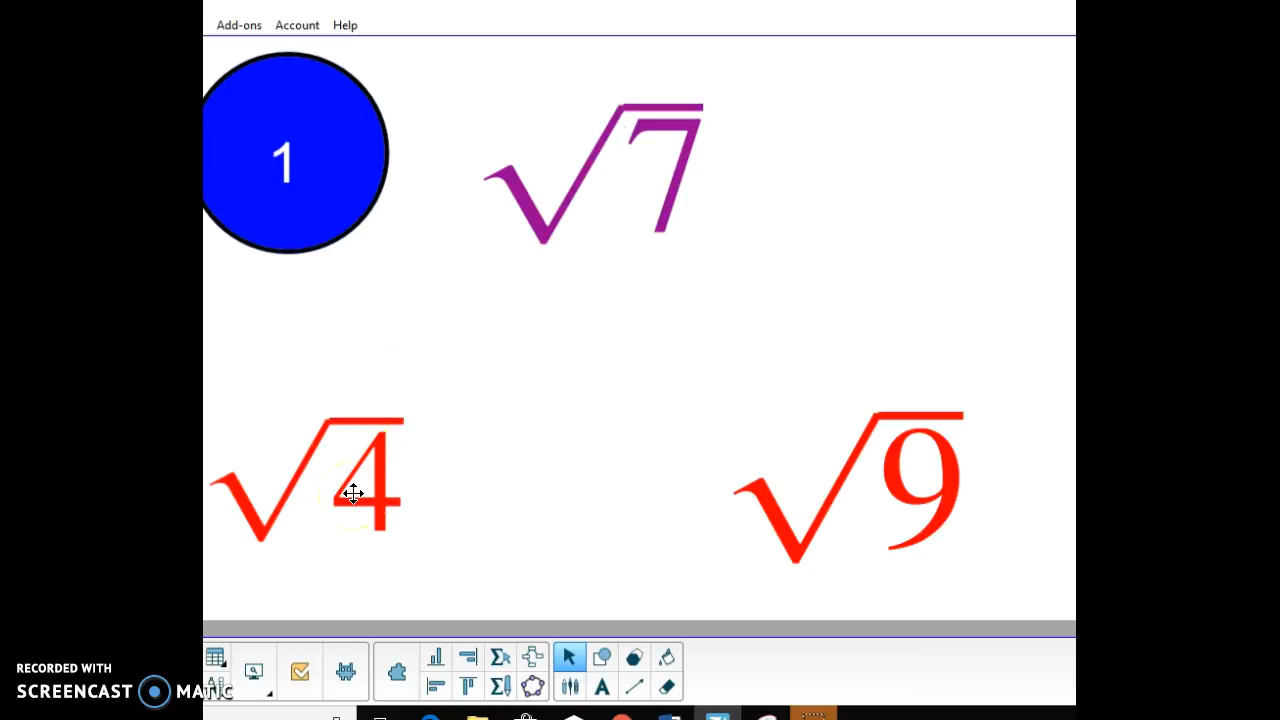 Add-ons Account Help
1
√7
√4
√9
A
RECORDED WITH
SCREENCAST MATIC